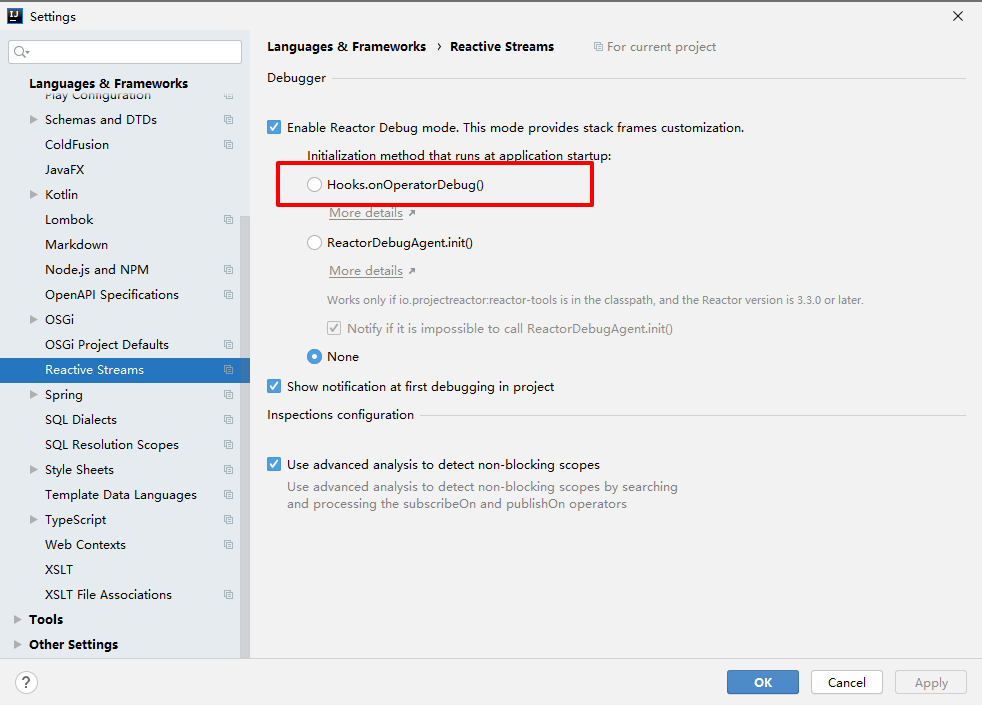 Settings
Languages & Frameworks
Play Configuration
Schemas and DTDs
ColdFusion
JavaFX
Kotlin
Lombok
Markdown
Node.js and NPM
OpenAPI Specifications
OSGi
OSGi Project Defaults
Reactive Streams
Spring
SQL Dialects
SQL Resolution Scopes
Style Sheets
Template Data Languages
TypeScript
Web Contexts
XSLT
XSLT File Associations
Tools
Other Settings
Languages & Frameworks › Reactive Streams For current project
Debugger
Enable Reactor Debug mode. This mode provides stack frames customization.
Initialization method that runs at application startup:
Hooks.onOperatorDebug()
More details ↗
ReactorDebugAgent.init()
More details ↗
Works only if io.projectreactor:reactor-tools is in the classpath, and the Reactor version is 3.3.0 or later.
Notify if it is impossible to call ReactorDebugAgent.init()
None
Show notification at first debugging in project
Inspections configuration
Use advanced analysis to detect non-blocking scopes
Use advanced analysis to detect non-blocking scopes by searching
and processing the subscribeOn and publishOn operators
?
OK
Cancel
Apply